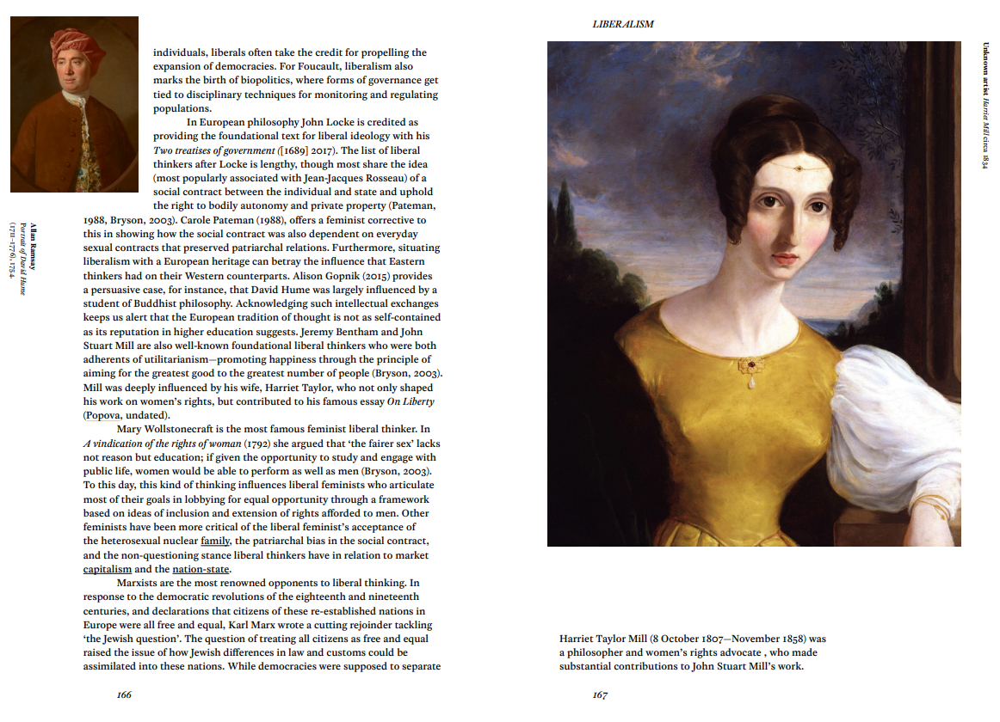 individuals, liberals often take the credit for propelling the
expansion of democracies. For Foucault, liberalism also
marks the birth of biopolitics, where forms of governance get
tied to disciplinary techniques for monitoring and regulating
populations.
In European philosophy John Locke is credited as
providing the foundational text for liberal ideology with his
Two treatises of government ([1689] 2017). The list of liberal
thinkers after Locke is lengthy, though most share the idea
(most popularly associated with Jean-Jacques Rosseau) of a
social contract between the individual and state and uphold
the right to bodily autonomy and private property (Pateman,
1988, Bryson, 2003). Carole Pateman (1988), offers a feminist corrective to
this in showing how the social contract was also dependent on everyday
sexual contracts that preserved patriarchal relations. Furthermore, situating
liberalism with a European heritage can betray the influence that Eastern
thinkers had on their Western counterparts. Alison Gopnik (2015) provides
a persuasive case, for instance, that David Hume was largely influenced by a
student of Buddhist philosophy. Acknowledging such intellectual exchanges
keeps us alert that the European tradition of thought is not as self-contained
as its reputation in higher education suggests. Jeremy Bentham and John
Stuart Mill are also well-known foundational liberal thinkers who were both
adherents of utilitarianism—promoting happiness through the principle of
aiming for the greatest good to the greatest number of people (Bryson, 2003).
Mill was deeply influenced by his wife, Harriet Taylor, who not only shaped
his work on women's rights, but contributed to his famous essay On Liberty
(Popova, undated).
Mary Wollstonecraft is the most famous feminist liberal thinker. In
A vindication of the rights of woman (1792) she argued that 'the fairer sex' lacks
not reason but education; if given the opportunity to study and engage with
public life, women would be able to perform as well as men (Bryson, 2003).
To this day, this kind of thinking influences liberal feminists who articulate
most of their goals in lobbying for equal opportunity through a framework
based on ideas of inclusion and extension of rights afforded to men. Other
feminists have been more critical of the liberal feminist's acceptance of
the heterosexual nuclear family, the patriarchal bias in the social contract,
and the non-questioning stance liberal thinkers have in relation to market
capitalism and the nation-state.
Marxists are the most renowned opponents to liberal thinking. In
response to the democratic revolutions of the eighteenth and nineteenth
centuries, and declarations that citizens of these re-established nations in
Europe were all free and equal, Karl Marx wrote a cutting rejoinder tackling
'the Jewish question'. The question of treating all citizens as free and equal
raised the issue of how Jewish differences in law and customs could be
assimilated into these nations. While democracies were supposed to separate
Allan Ramsay
Portrait of David Hume
(1711–1776), 1754.
166
LIBERALISM
Unknown artist Harriet Mill circa 1834
Harriet Taylor Mill (8 October 1807—November 1858) was
a philosopher and women's rights advocate , who made
substantial contributions to John Stuart Mill's work.
167